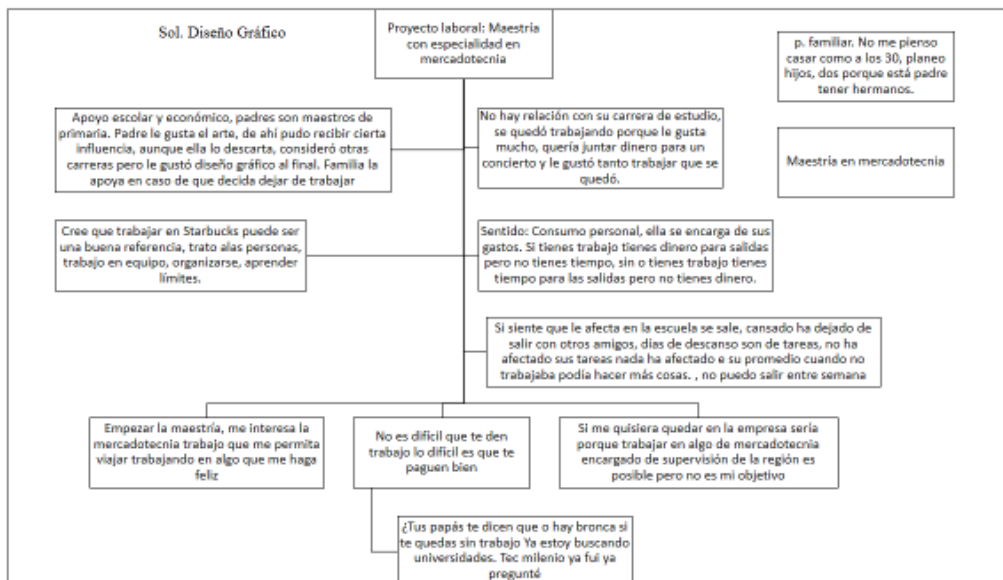 Sol. Diseño Gráfico
Proyecto laboral: Maestría
con especialidad en
mercadotecnia
p. familiar. No me pienso
casar como a los 30, planeo
hijos, dos porque está padre
tener hermanos.
Apoyo escolar y económico, padres son maestros de
primaria. Padre le gusta el arte, de ahí pudo recibir cierta
influencia, aunque ella lo descarta, consideró otras
carreras pero le gustó diseño gráfico al final. Familia la
apoya en caso de que decida dejar de trabajar
No hay relación con su carrera de estudio,
se quedó trabajando porque le gusta
mucho, quería juntar dinero para un
concierto y le gustó tanto trabajar que se
quedó.
Maestría en mercadotecnia
Cree que trabajar en Starbucks puede ser
una buena referencia, trato alas personas,
trabajo en equipo, organizarse, aprender
límites.
Sentido: Consumo personal, ella se encarga de sus
gastos. Si tienes trabajo tienes dinero para salidas
pero no tienes tiempo, sin o tienes trabajo tienes
tiempo para las salidas pero no tienes dinero.
Si siente que le afecta en la escuela se sale, cansado ha dejado de
salir con otros amigos, días de descanso son de tareas, no ha
afectado sus tareas nada ha afectado e su promedio cuando no
trabajaba podía hacer más cosas. , no puedo salir entre semana
Empezar la maestría, me interesa la
mercadotecnia trabajo que me permita
viajar trabajando en algo que me haga
feliz
No es difícil que te den
trabajo lo difícil es que te
paguen bien
Si me quisiera quedar en la empresa sería
porque trabajar en algo de mercadotecnia
encargado de supervisión de la región es
posible pero no es mi objetivo
¿Tus papás te dicen que o hay bronca si
te quedas sin trabajo Ya estoy buscando
universidades. Tec milenio ya fui ya
pregunté